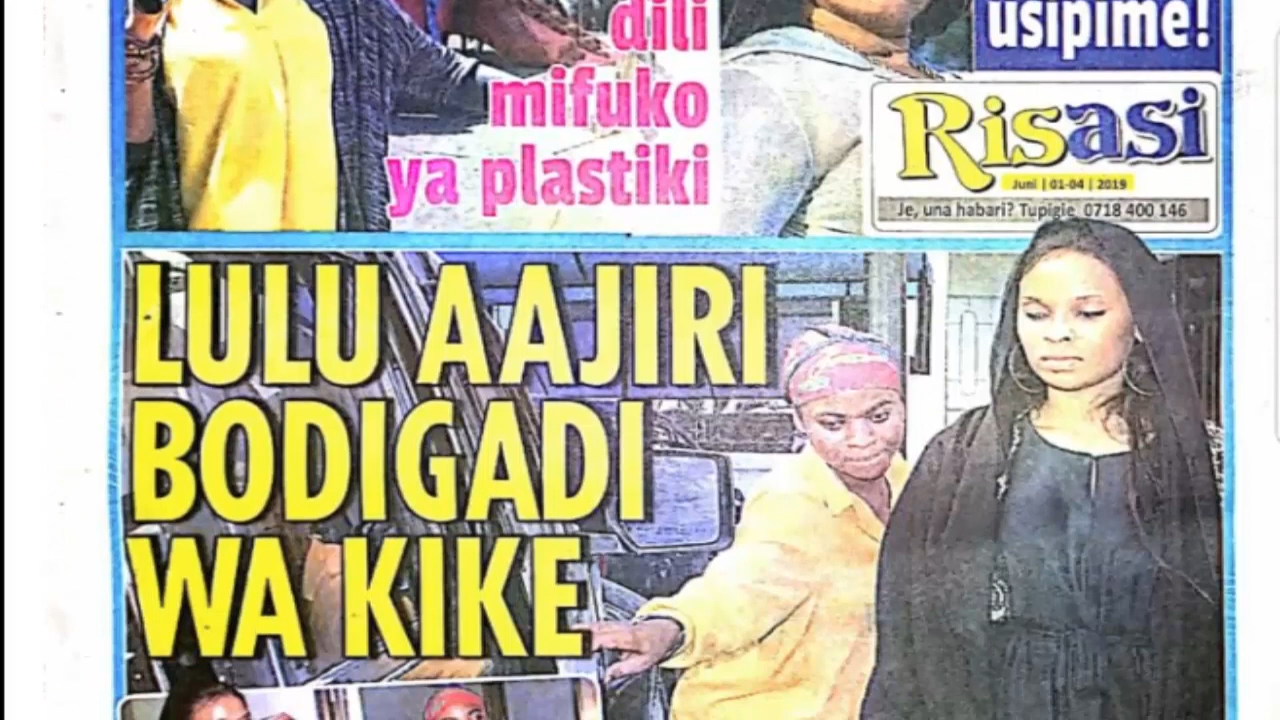 dili
mifuko
ya plastiki
usipime!
Risasi
Juni | 01-04 | 2019
Je, una habari? Tupigie 0718 400 146
LULU AAJIRI
BODIGADI
WA KIKE